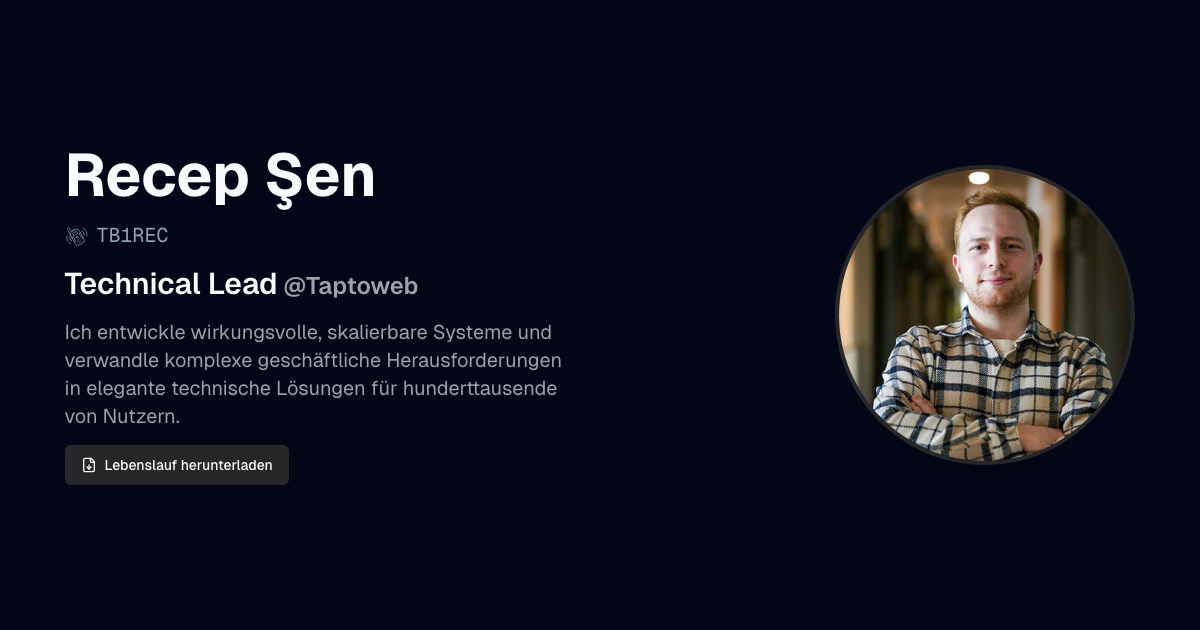 Recep Şen
TB1REC
Technical Lead @Taptoweb
Ich entwickle wirkungsvolle, skalierbare Systeme und
verwandle komplexe geschäftliche Herausforderungen
in elegante technische Lösungen für hunderttausende
von Nutzern.
Lebenslauf herunterladen